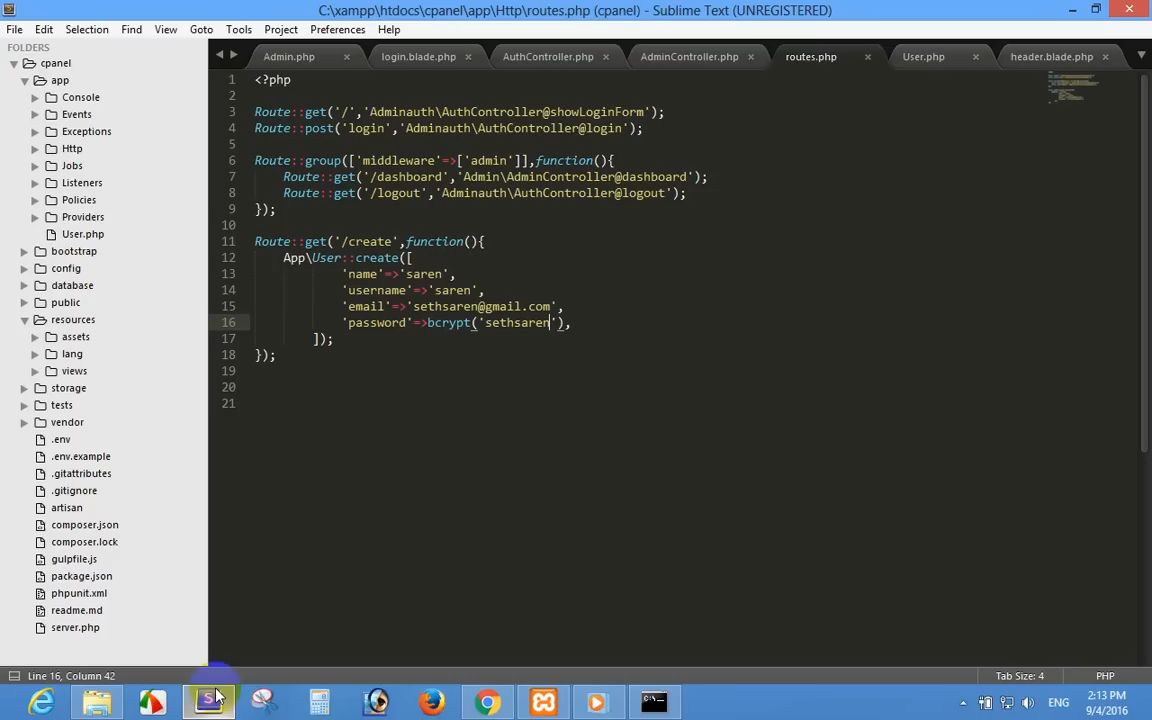 C:\xampp\htdocs\cpanel\app\Http\routes.php (cpanel) - Sublime Text (UNREGISTERED)
File Edit Selection Find View Goto Tools Project Preferences Help
FOLDERS
cpanel
app
Console
Events
Exceptions
Http
Jobs
Listeners
Policies
Providers
User.php
bootstrap
config
database
public
resources
assets
lang
views
storage
tests
vendor
.env
.env.example
.gitattributes
.gitignore
artisan
composer.json
composer.lock
gulpfile.js
package.json
phpunit.xml
readme.md
server.php
Admin.php login.blade.php AuthController.php AdminController.php routes.php User.php header.blade.php
1 <?php
2
3 Route::get('/','Adminauth\AuthController@showLoginForm');
4 Route::post('login','Adminauth\AuthController@login');
5
6 Route::group(['middleware'=>['admin']],function(){
7 Route::get('/dashboard','Admin\AdminController@dashboard');
8 Route::get('/logout','Adminauth\AuthController@logout');
9 });
10
11 Route::get('/create',function(){
12 App\User::create([
13 'name'=>'saren',
14 'username'=>'saren',
15 'email'=>'sethsaren@gmail.com',
16 'password'=>bcrypt('sethsaren'),
17 ]);
18 });
19
20
21
Line 16, Column 42 Tab Size: 4 PHP
ENG 2:13 PM
9/4/2016